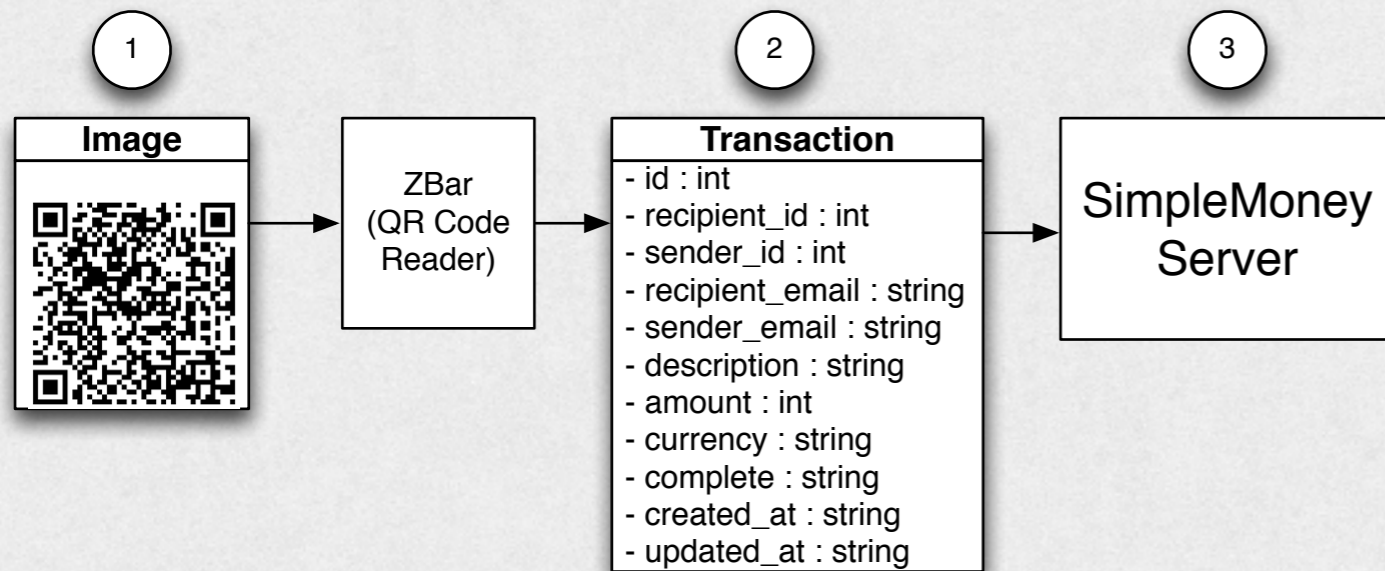 1
2
3
Image
ZBar
(QR Code
Reader)
Transaction
- id : int
- recipient_id : int
- sender_id : int
- recipient_email : string
- sender_email : string
- description : string
- amount : int
- currency : string
- complete : string
- created_at : string
- updated_at : string
SimpleMoney
Server